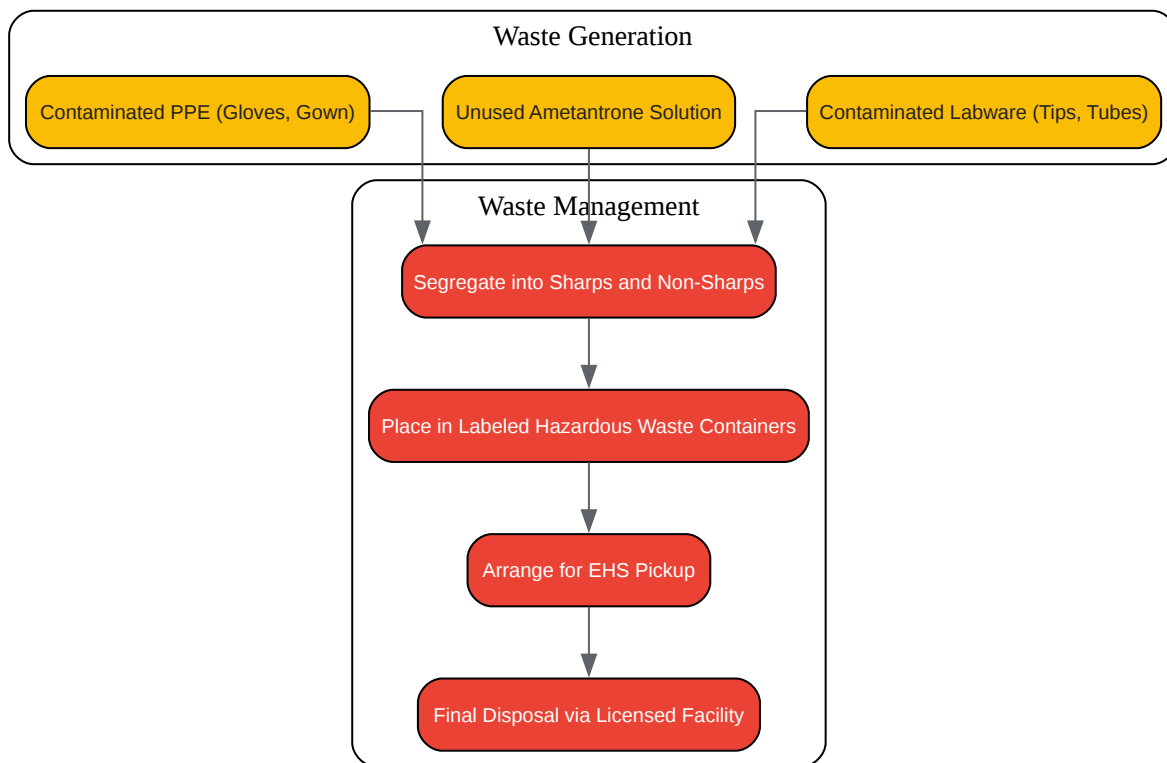 Waste Generation
Contaminated PPE (Gloves, Gown)
Unused Ametantrone Solution
Contaminated Labware (Tips, Tubes)
Waste Management
Segregate into Sharps and Non-Sharps
Place in Labeled Hazardous Waste Containers
Arrange for EHS Pickup
Final Disposal via Licensed Facility